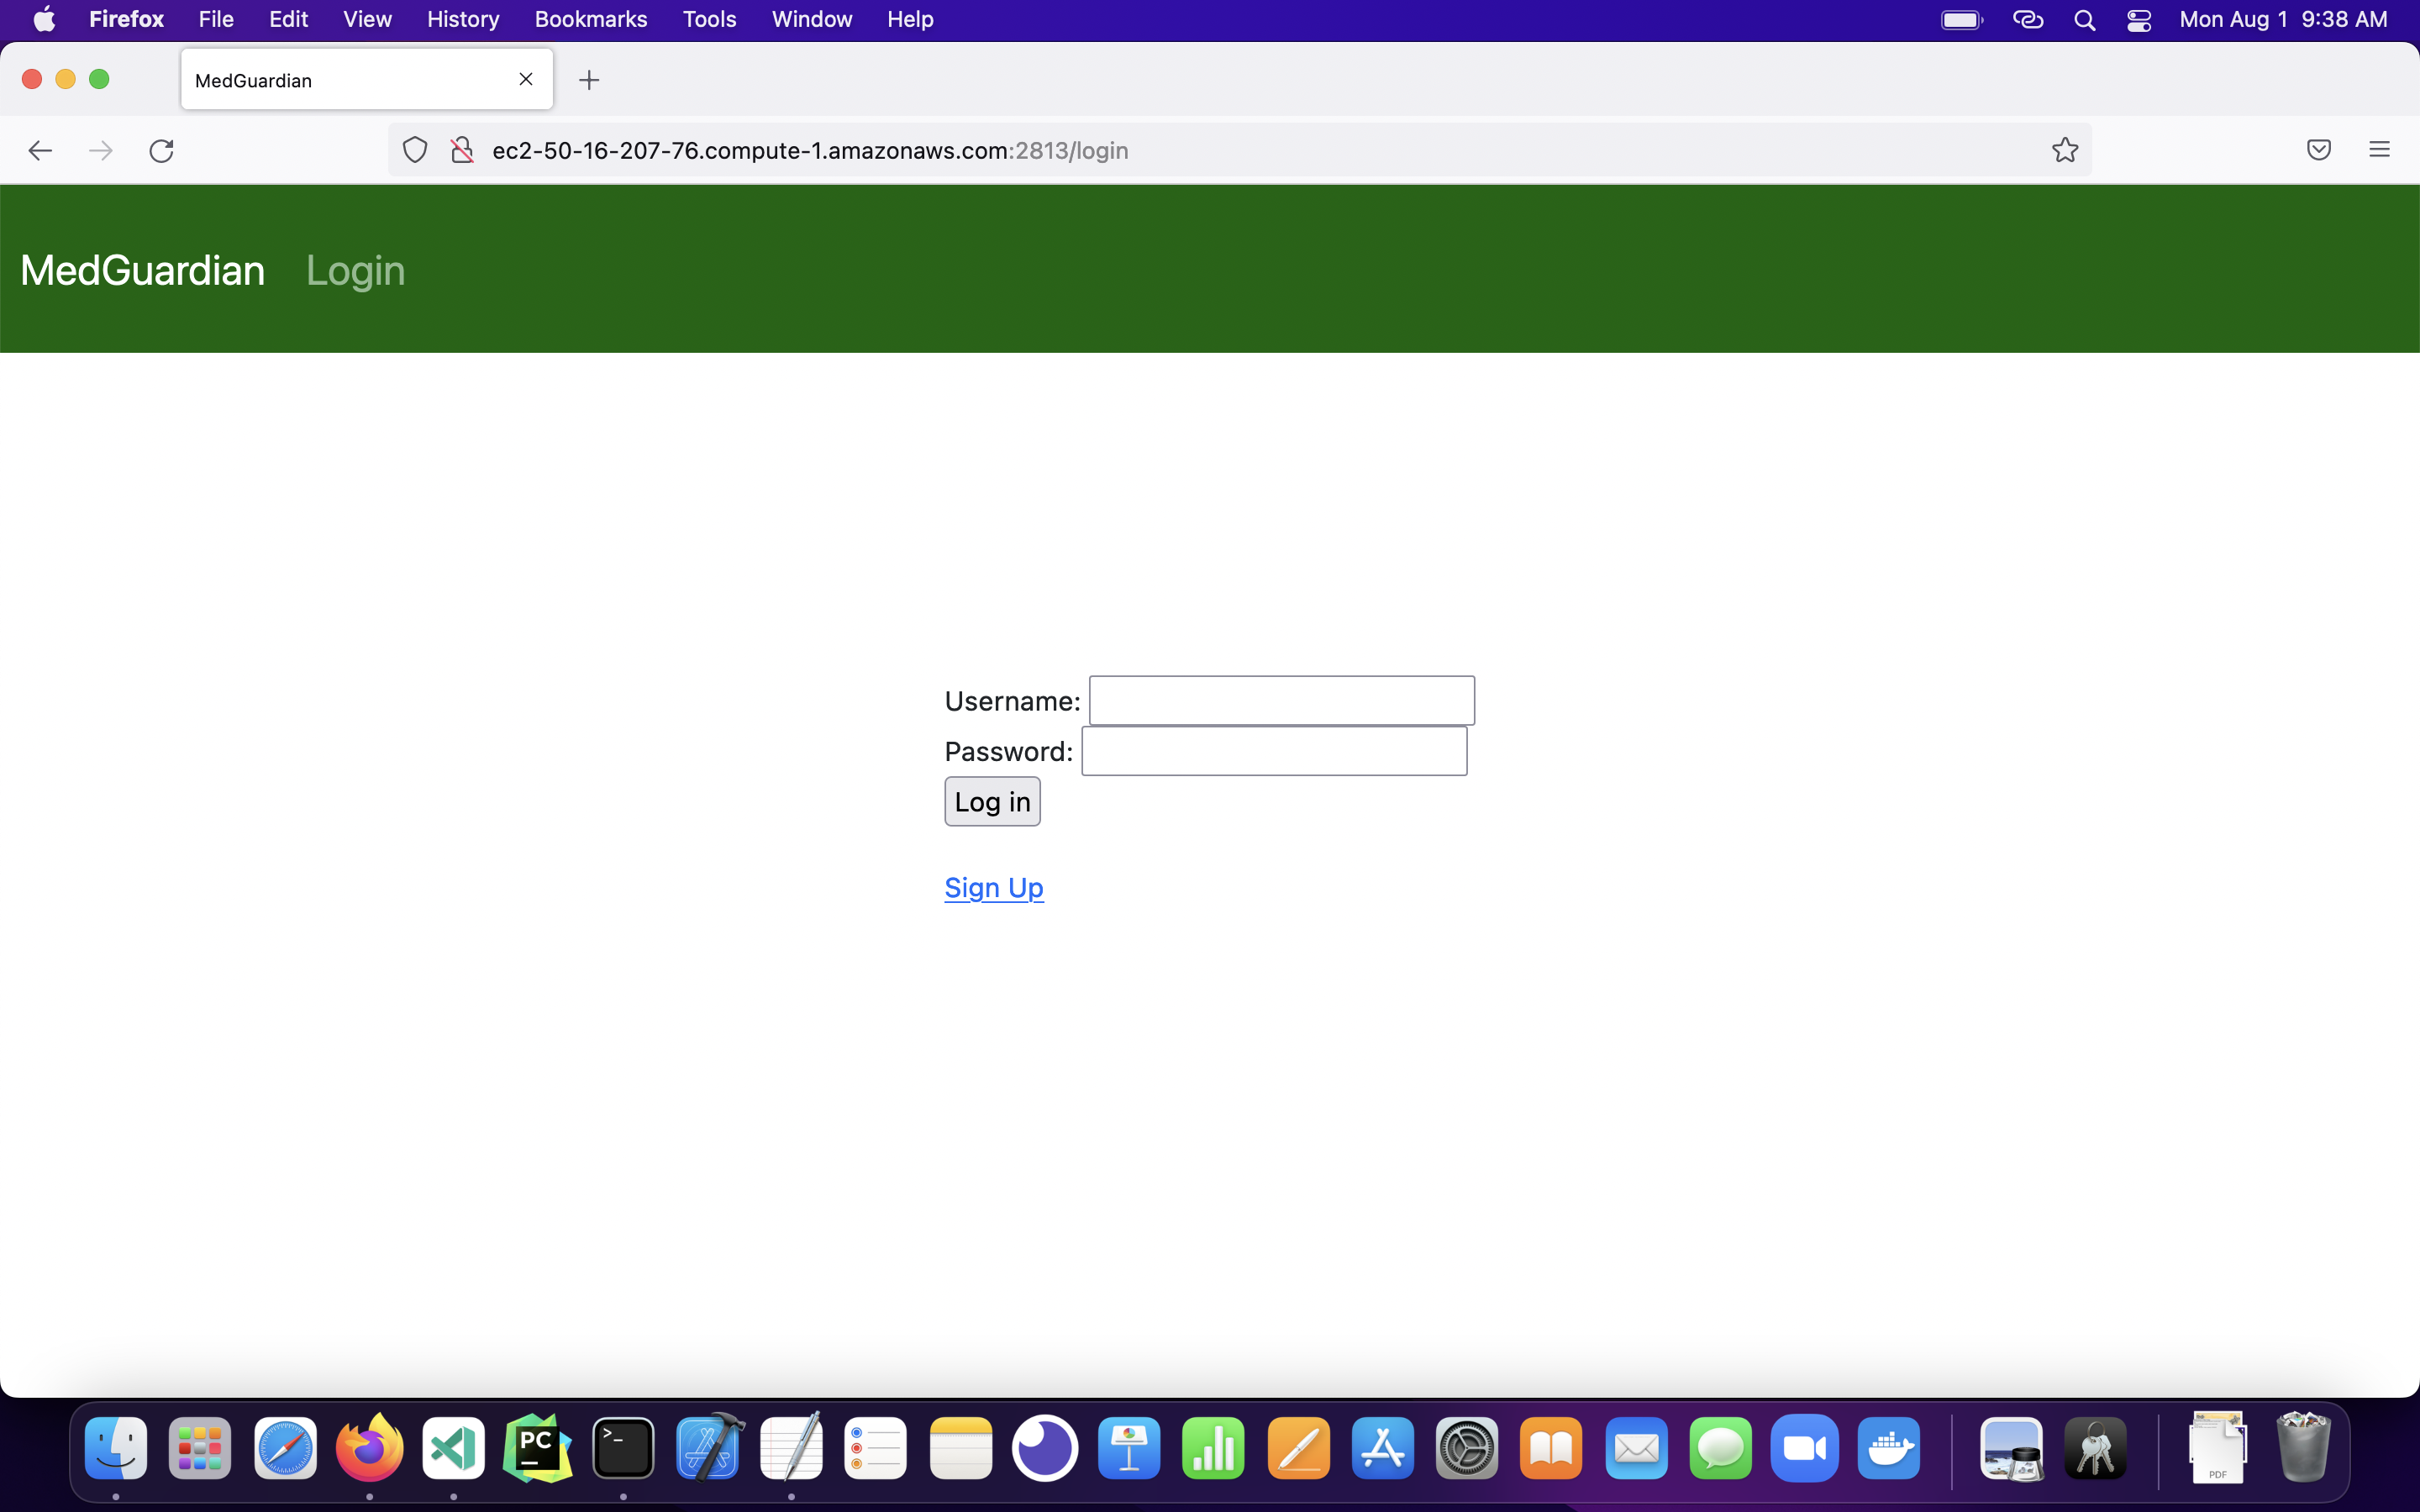 Firefox File Edit View History Bookmarks Tools Window Help Mon Aug 1 9:38 AM
MedGuardian
ec2-50-16-207-76.compute-1.amazonaws.com:2813/login
MedGuardian Login
Username:
Password:
Log in
Sign Up
PC
>_
PDF